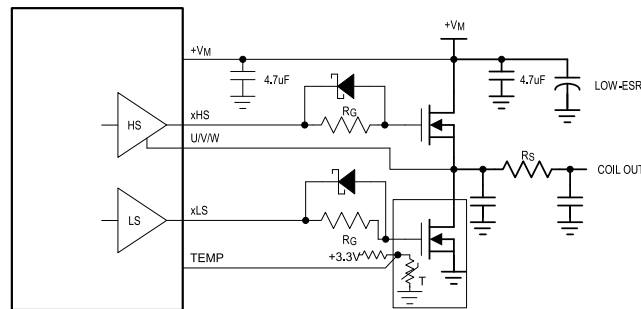 +VM
+VM
4.7uF
4.7uF
LOW-ESR
xHS
HS
RG
U/V/W
RS
COIL OUT
xLS
LS
RG
+3.3V
TEMP
T